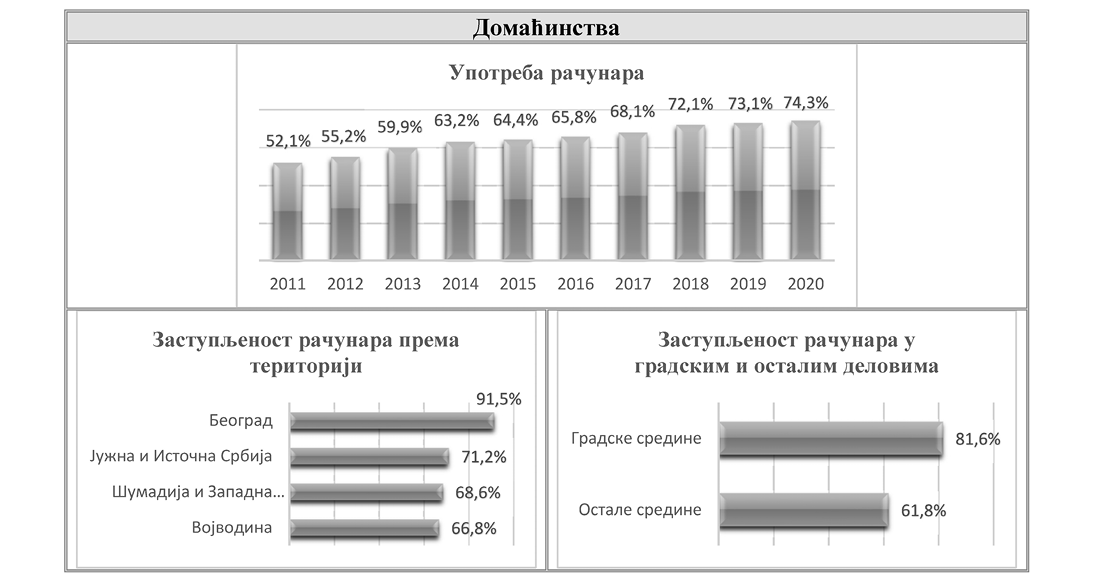 Домаћинства
Употреба рачунара
52,1% 55,2% 59,9% 63,2% 64,4% 65,8% 68,1% 72,1% 73,1% 74,3%
2011 2012 2013 2014 2015 2016 2017 2018 2019 2020
Заступљеност рачунара према
територији
91,5%
Београд
Јужна и Источна Србија 71,2%
Шумадија и Западна... 68,6%
Војводина 66,8%
Заступљеност рачунара у
градским и осталим деловима
Градске средине 81,6%
Остале средине 61,8%